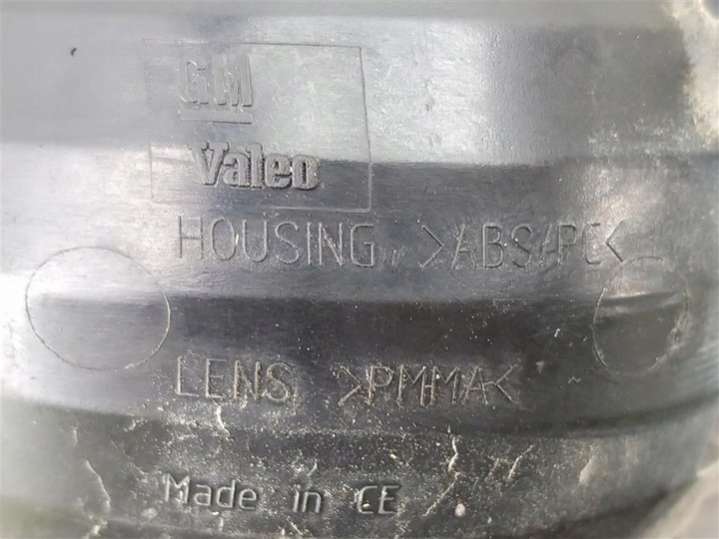 GM
Valeo
HOUSING >ABS/PC<
LENS >PMMA<
Made in CE